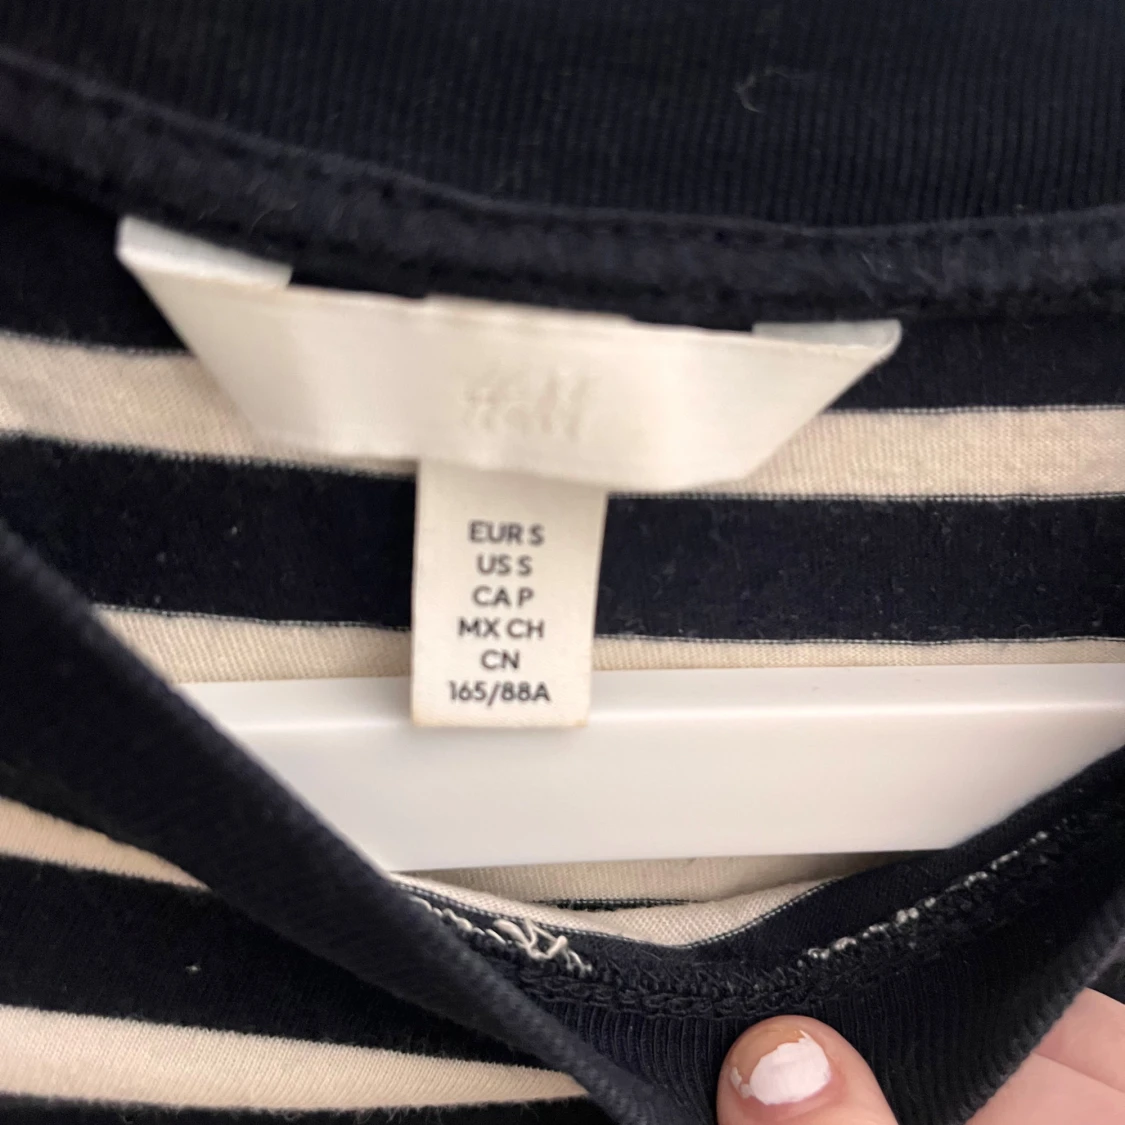 H&M
EUR S
US S
CA P
MX CH
CN
165/88A